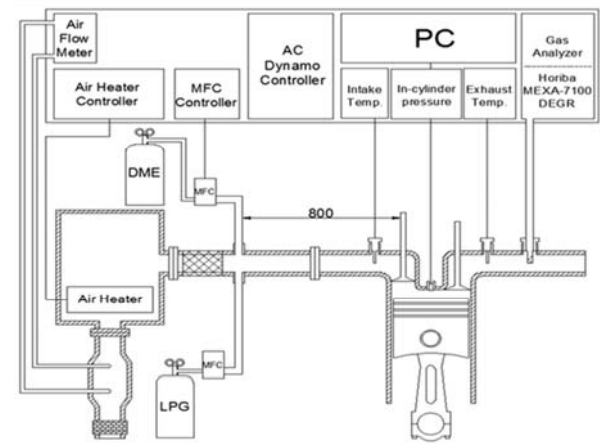 Air
Flow
Meter
Air Heater
Controller
MFC
Controller
AC
Dynamo
Controller
PC
Intake
Temp.
In-cylinder
pressure
Exhaust
Temp.
Gas
Analyzer
Horiba
MEXA-7100
DEGR
DME
MFC
800
Air Heater
MFC
LPG